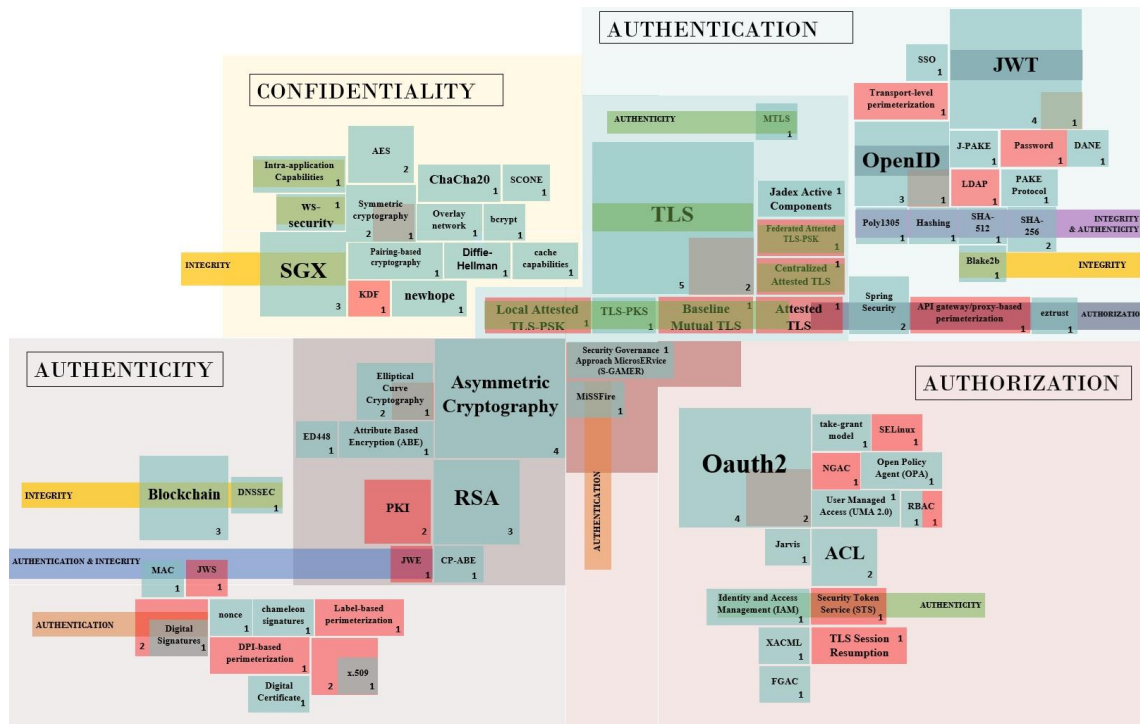 AUTHENTICATION
SSO
1
JWT
4
1
Transport-level
perimeterization
1
CONFIDENTIALITY
AUTHENTICITY
MTLS
1
OpenID
3
1
J-PAKE
1
Password
1
DANE
1
LDAP
1
PAKE
Protocol
1
AES
2
Intra-application
Capabilities
1
ChaCha20
1
SCONE
1
WS-
security
1
Symmetric
cryptography
2
1
Overlay
network
1
bcrypt
1
TLS
5
2
Jadex Active
Components
1
Federated Attested
TLS-PSK
1
Centralized
Attested TLS
1
Poly1305
1
Hashing
1
SHA-
512
1
SHA-
256
2
INTEGRITY
& AUTHENTICITY
Blake2b
1
INTEGRITY
INTEGRITY
SGX
3
Pairing-based
cryptography
1
Diffie-
Hellman
1
cache
capabilities
1
KDF
1
newhope
1
Local Attested
TLS-PSK
1
TLS-PKS
1
Baseline
Mutual TLS
1
Attested
TLS
1
Spring
Security
2
API gateway/proxy-based
perimeterization
1
eztrust
1
AUTHORIZATION
AUTHENTICITY
Elliptical
Curve
Cryptography
2
1
Asymmetric
Cryptography
4
ED448
1
Attribute Based
Encryption (ABE)
1
Security Governance
Approach MicrosERvice
(S-GAMER)
1
MiSSFire
1
AUTHENTICATION
AUTHORIZATION
INTEGRITY
Blockchain
3
DNSSEC
1
PKI
2
RSA
3
Oauth2
4
2
take-grant
model
1
SELinux
1
NGAC
1
Open Policy
Agent (OPA)
1
User Managed
Access (UMA 2.0)
1
RBAC
1
1
AUTHENTICATION & INTEGRITY
MAC
1
JWS
1
JWE
1
CP-ABE
1
Jarvis
1
ACL
2
AUTHENTICATION
Digital
Signatures
2
1
nonce
1
chameleon
signatures
1
Label-based
perimeterization
1
DPI-based
perimeterization
1
x.509
2
1
Digital
Certificate
1
Identity and Access
Management (IAM)
1
Security Token
Service (STS)
1
AUTHENTICITY
XACML
1
TLS Session
Resumption
1
FGAC
1